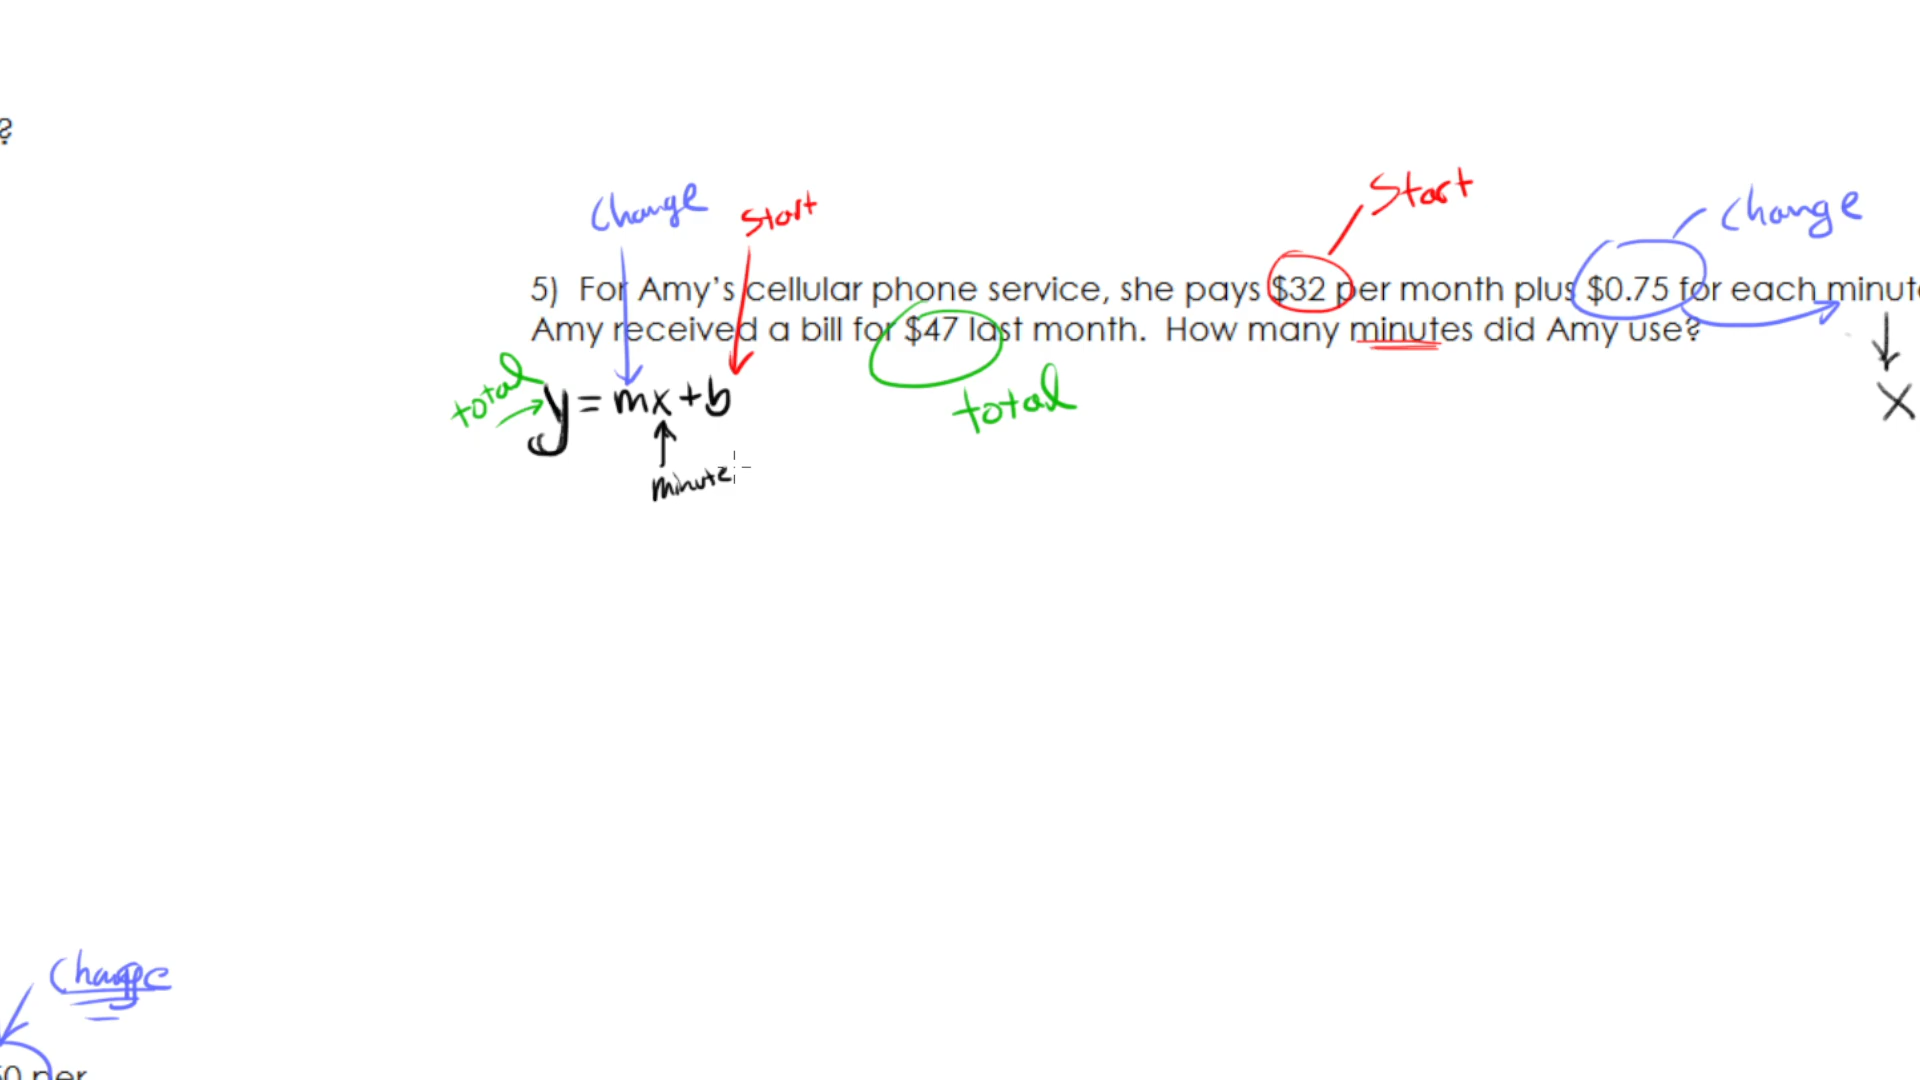 ?
Change
Start
Start
Change
5) For Amy's cellular phone service, she pays $32 per month plus $0.75 for each minut
Amy received a bill for $47 last month. How many minutes did Amy use?
total
y = mx + b
total
X
minute
Change
50 per